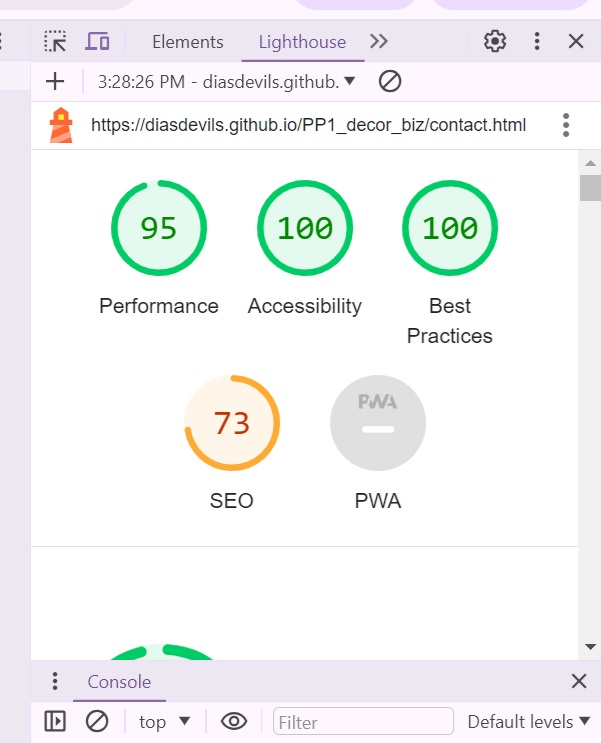 Elements Lighthouse
3:28:26 PM - diasdevils.github.
https://diasdevils.github.io/PP1_decor_biz/contact.html
95 100 100
Performance Accessibility Best
Practices
73 PWA
SEO PWA
Console
top Filter Default levels